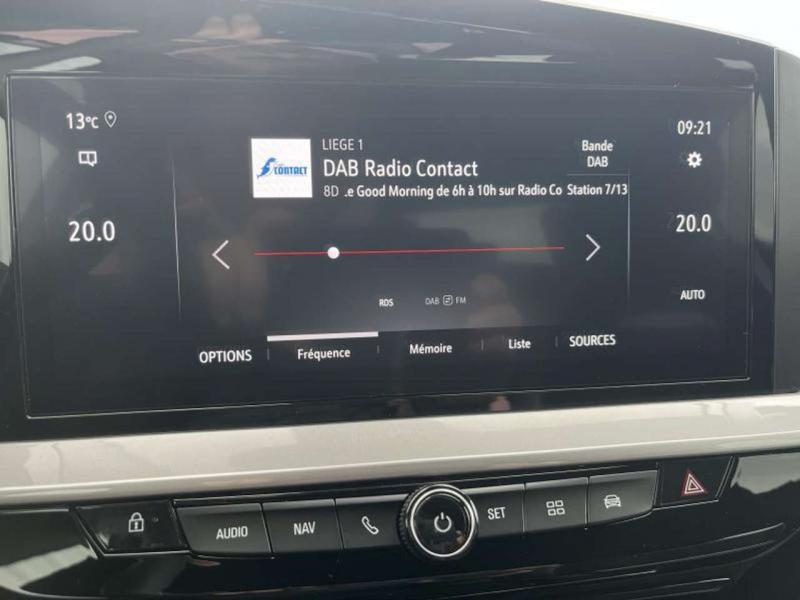 13°C
09:21
LIEGE 1
Bande
DAB
CONTACT
DAB Radio Contact
8D .e Good Morning de 6h à 10h sur Radio Co
Station 7/13
20.0
20.0
RDS
DAB FM
AUTO
OPTIONS
Fréquence
Mémoire
Liste
SOURCES
AUDIO
NAV
SET